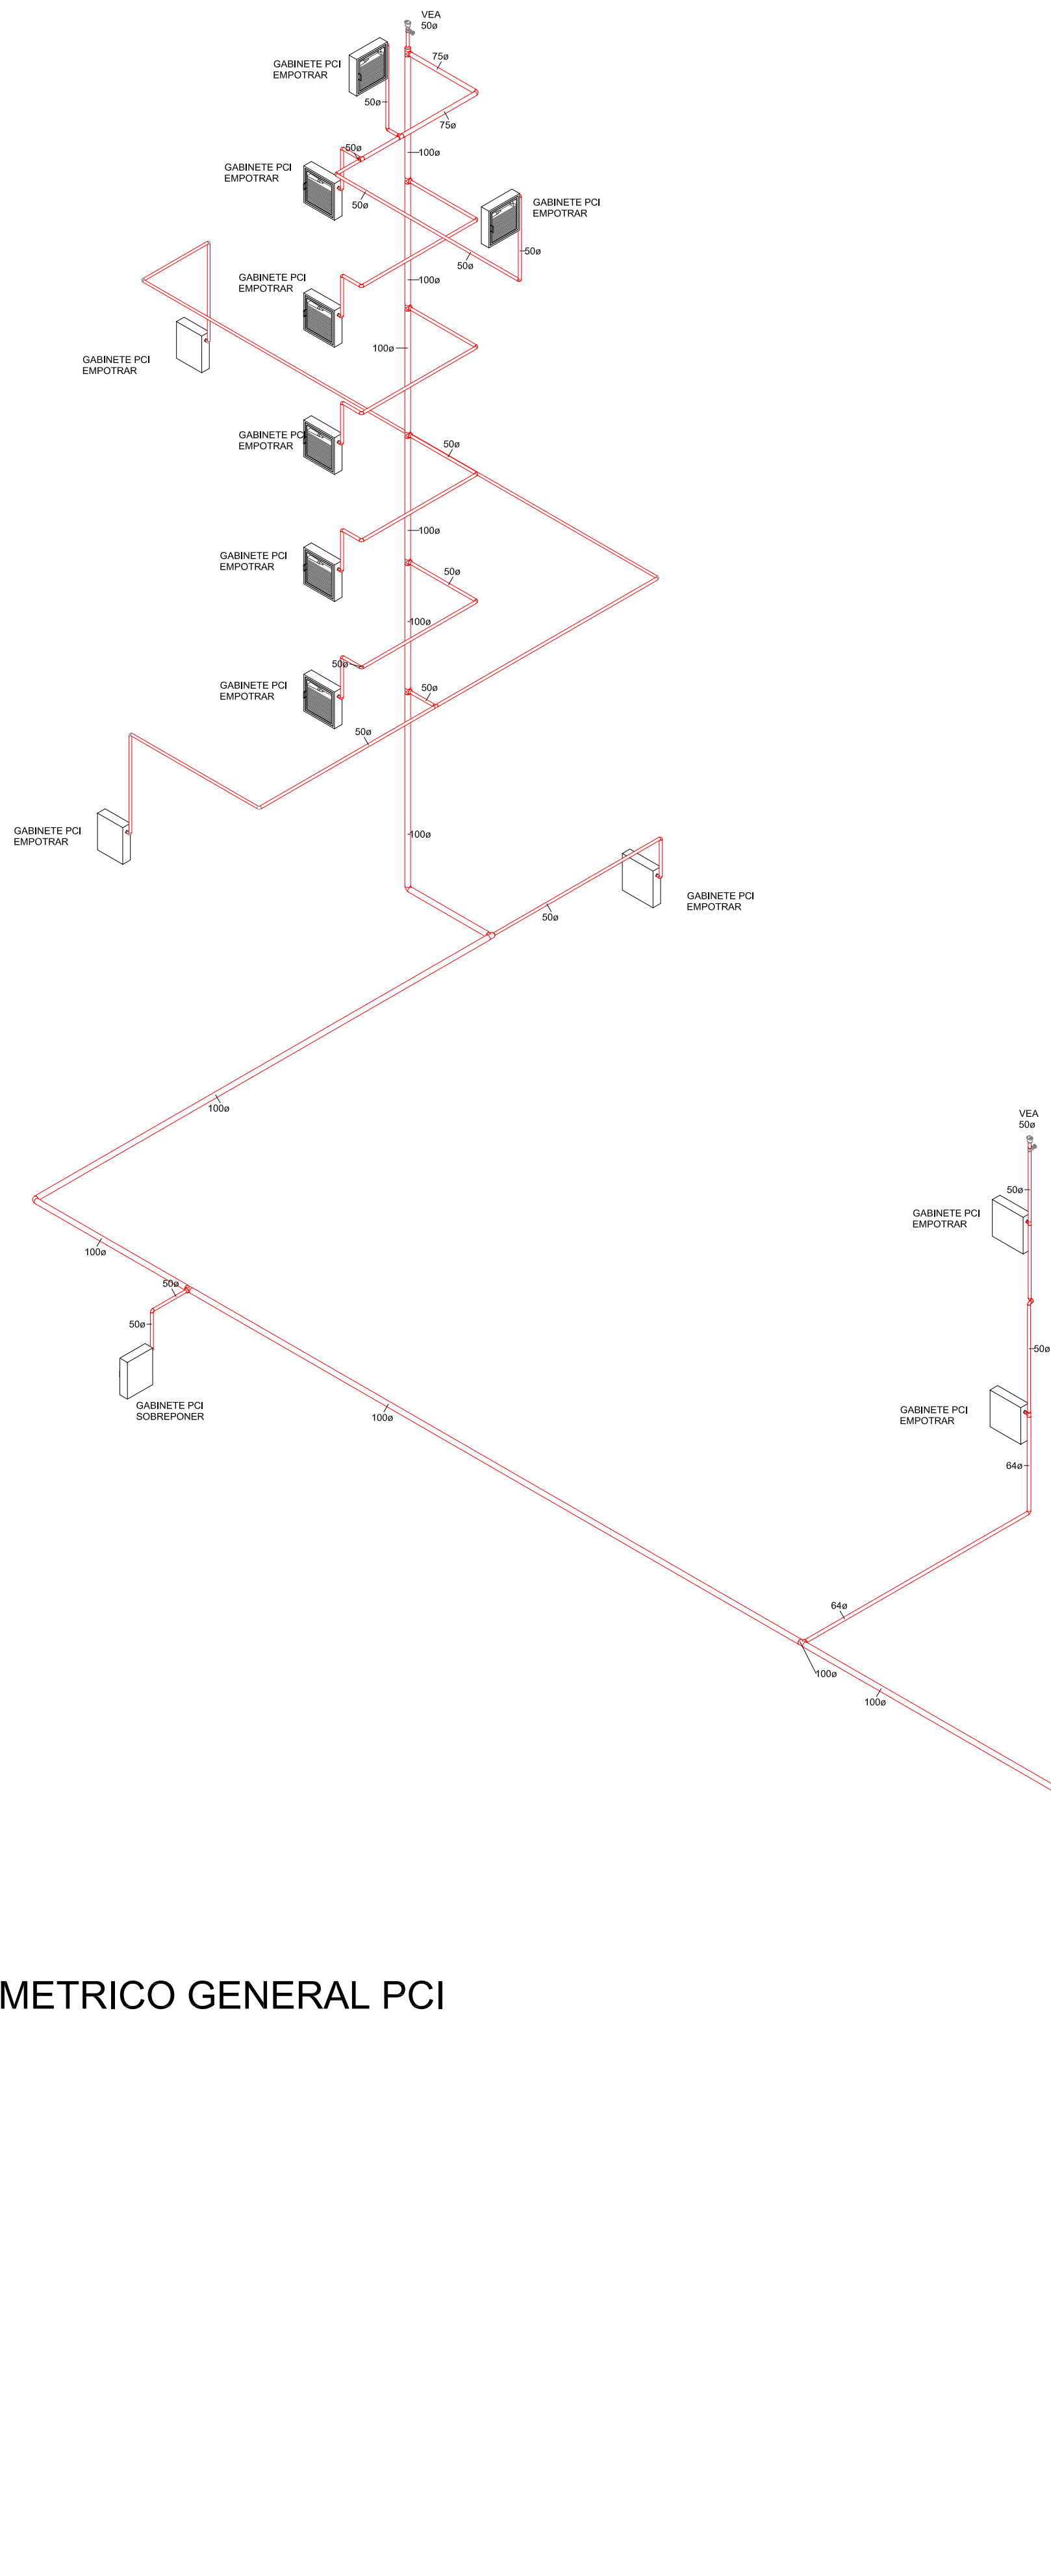 VEA
50ø
75ø
GABINETE PCI
EMPOTRAR
50ø
75ø
50ø
100ø
GABINETE PCI
EMPOTRAR
50ø
GABINETE PCI
EMPOTRAR
50ø
50ø
GABINETE PCI
EMPOTRAR
100ø
100ø
GABINETE PCI
EMPOTRAR
GABINETE PCI
EMPOTRAR
50ø
100ø
GABINETE PCI
EMPOTRAR
50ø
100ø
50ø
GABINETE PCI
EMPOTRAR
50ø
50ø
GABINETE PCI
EMPOTRAR
100ø
GABINETE PCI
EMPOTRAR
50ø
100ø
VEA
50ø
50ø
GABINETE PCI
EMPOTRAR
100ø
50ø
50ø
50ø
GABINETE PCI
SOBREPONER
100ø
GABINETE PCI
EMPOTRAR
64ø
64ø
100ø
100ø
METRICO GENERAL PCI